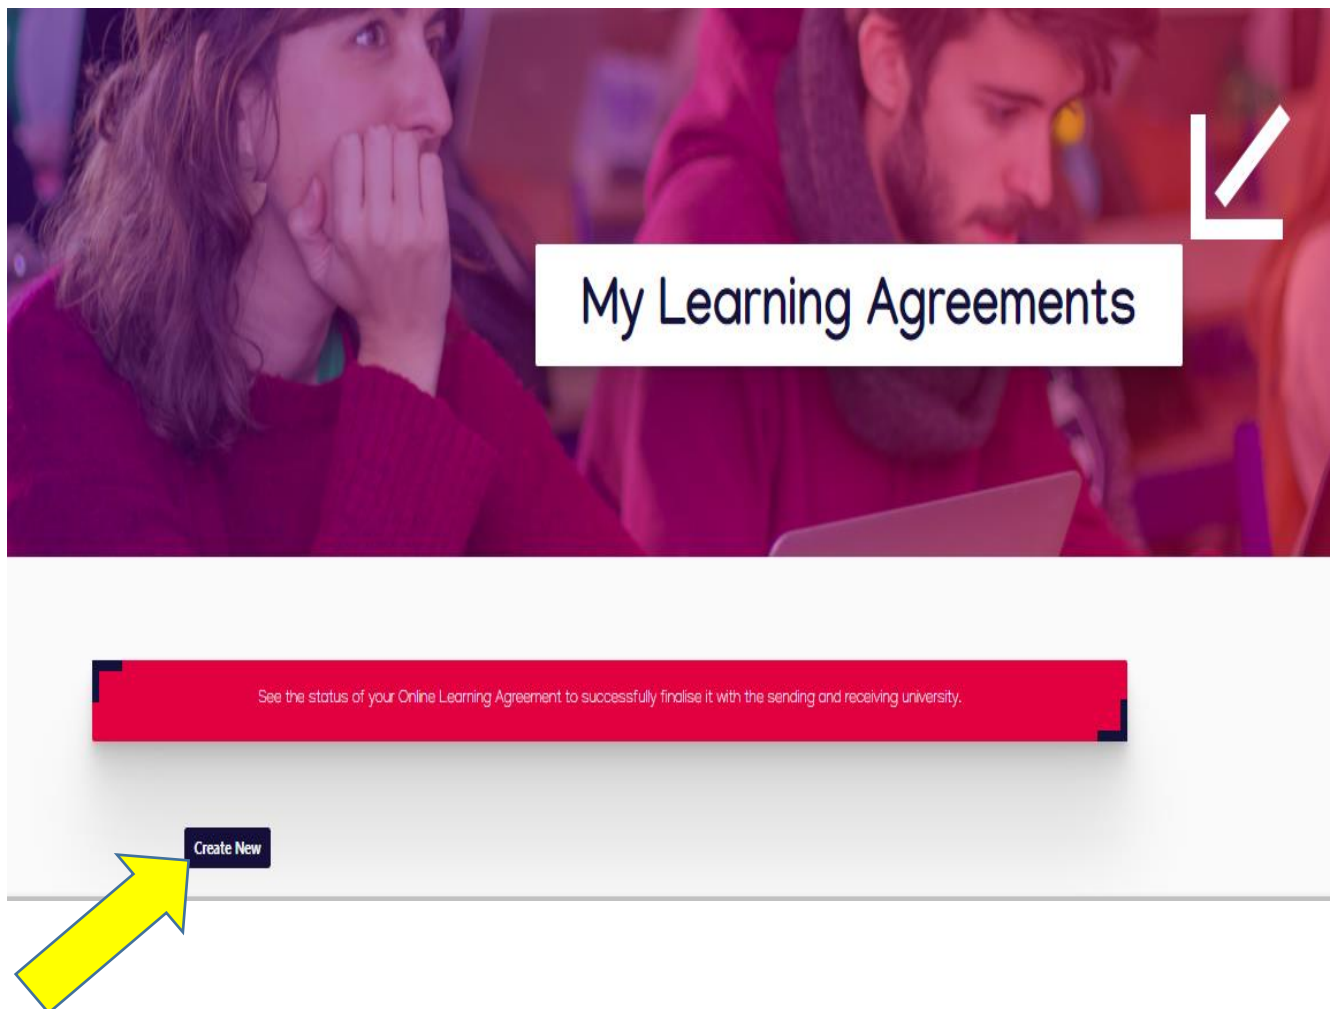 My Learning Agreements
See the status of your Online Learning Agreement to successfully finalise it with the sending and receiving university.
Create New